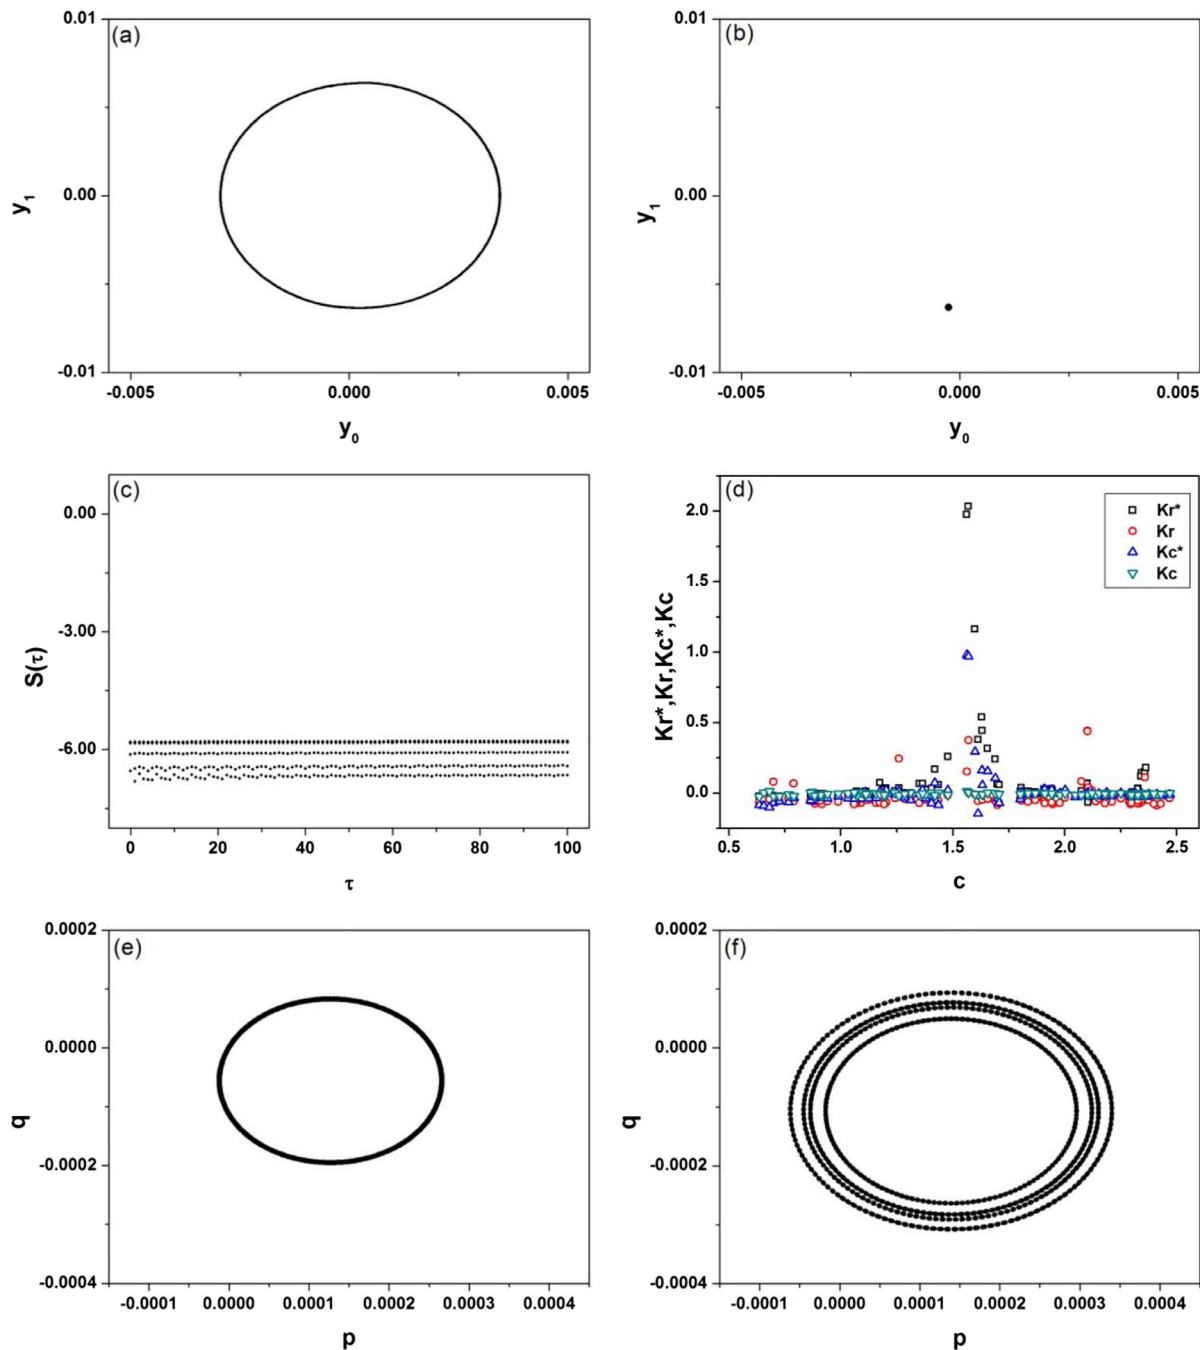 (a)
0.01
0.00
-0.01
y1
-0.005
0.000
0.005
y0
(b)
0.01
0.00
-0.01
y1
-0.005
0.000
0.005
y0
(c)
0.00
-3.00
-6.00
S(τ)
0
20
40
60
80
100
τ
(d)
2.0
1.5
1.0
0.5
0.0
Kr*,Kr,Kc*,Kc
Kr*
Kr
Kc*
Kc
0.5
1.0
1.5
2.0
2.5
c
(e)
0.0002
0.0000
-0.0002
-0.0004
q
-0.0001
0.0000
0.0001
0.0002
0.0003
0.0004
p
(f)
0.0002
0.0000
-0.0002
-0.0004
q
-0.0001
0.0000
0.0001
0.0002
0.0003
0.0004
p